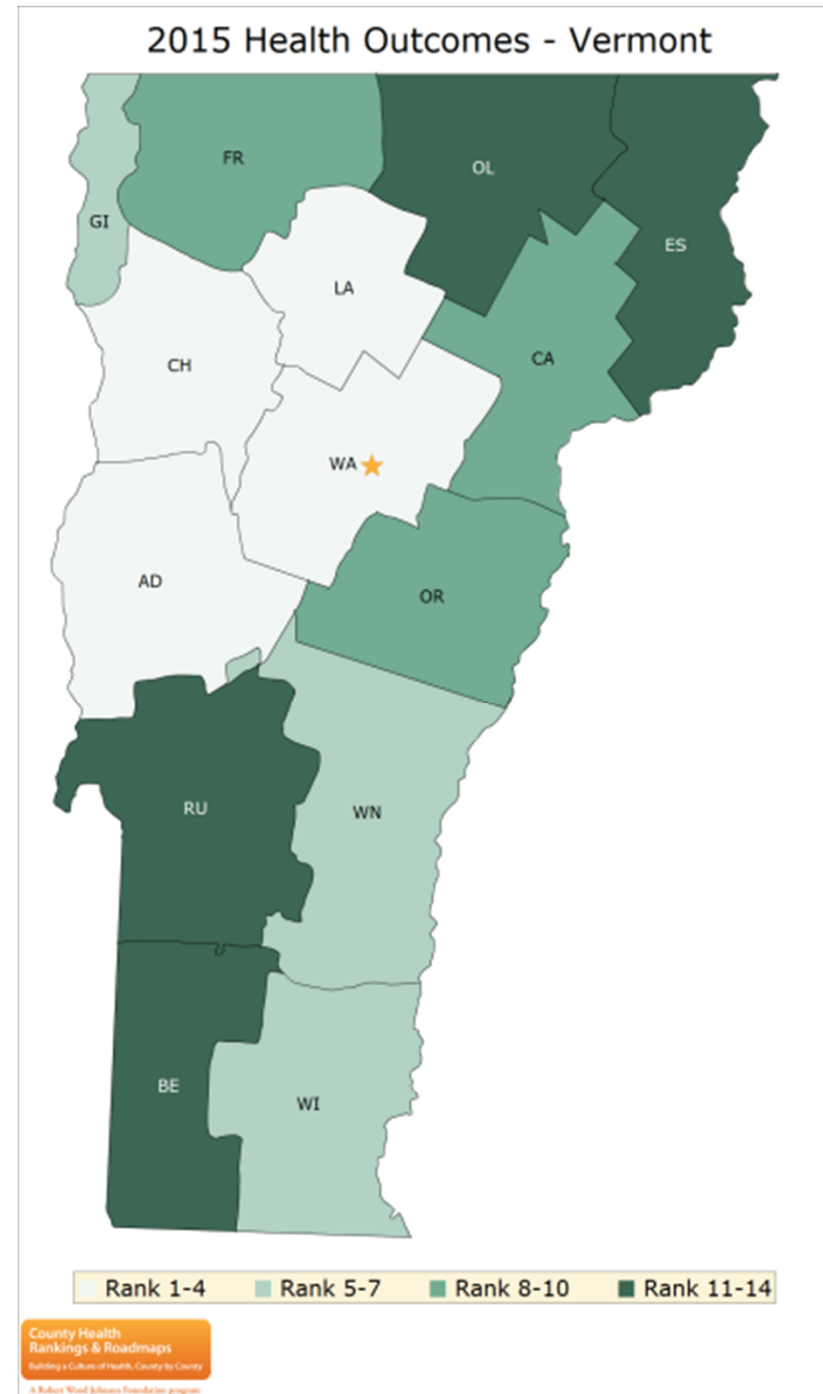 2015 Health Outcomes - Vermont
FR
OL
GI
ES
LA
CH
CA
WA
AD
OR
RU
WN
BE
WI
Rank 1-4 Rank 5-7 Rank 8-10 Rank 11-14
County Health
Rankings & Roadmaps
Building a Culture of Health, County by County
A Robert Wood Johnson Foundation program